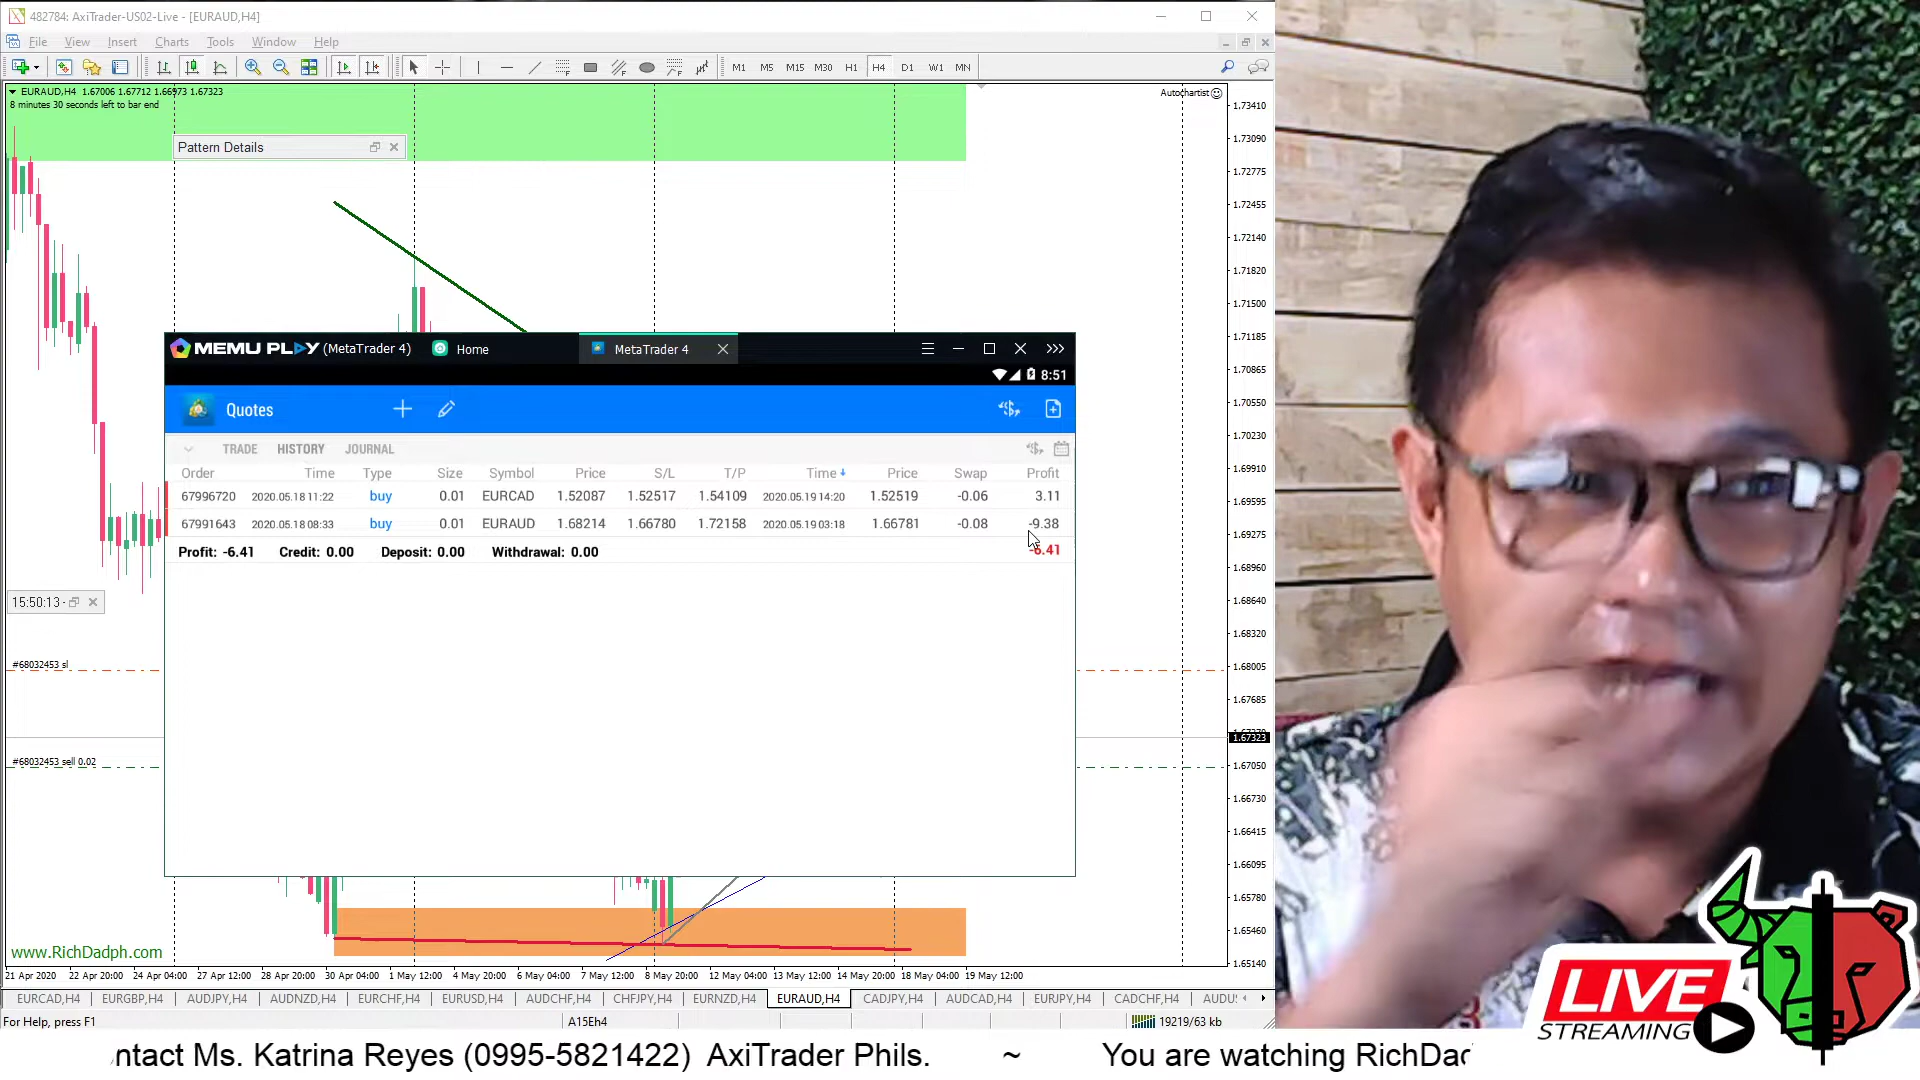 482784: AxiTrader-US02-Live - [EURAUD,H4]
File View Insert Charts Tools Window Help
M1 M5 M15 M30 H1 H4 D1 W1 MN
EURAUD,H4 1.67006 1.67712 1.66973 1.67323
8 minutes 30 seconds left to bar end
Autochartist
Pattern Details
1.73410
1.73090
1.72775
1.72455
1.72140
1.71820
1.71500
1.71185
1.70865
1.70550
1.70230
1.69910
1.69595
1.69275
1.68960
1.68640
1.68320
1.68005
1.67685
1.67323
1.67050
1.66730
1.66415
1.66095
1.65780
1.65460
1.65140
MEMU PLAY (MetaTrader 4) Home MetaTrader 4
8:51
Quotes
TRADE HISTORY JOURNAL
Order Time Type Size Symbol Price S/L T/P Time Price Swap Profit
67996720 2020.05.18 11:22 buy 0.01 EURCAD 1.52087 1.52517 1.54109 2020.05.19 14:20 1.52519 -0.06 3.11
67991643 2020.05.18 08:33 buy 0.01 EURAUD 1.68214 1.66780 1.72158 2020.05.19 03:18 1.66781 -0.08 -9.38
Profit: -6.41 Credit: 0.00 Deposit: 0.00 Withdrawal: 0.00 -6.41
15:50:13 -
#68032453 sl
#68032453 sell 0.02
www.RichDadph.com
21 Apr 2020 22 Apr 20:00 24 Apr 04:00 27 Apr 12:00 28 Apr 20:00 30 Apr 04:00 1 May 12:00 4 May 20:00 6 May 04:00 7 May 12:00 8 May 20:00 12 May 04:00 13 May 12:00 14 May 20:00 18 May 04:00 19 May 12:00
EURCAD,H4 EURGBP,H4 AUDJPY,H4 AUDNZD,H4 EURCHF,H4 EURUSD,H4 AUDCHF,H4 CHFJPY,H4 EURNZD,H4 EURAUD,H4 CADJPY,H4 AUDCAD,H4 EURJPY,H4 CADCHF,H4 AUDU
For Help, press F1 A15Eh4 19219/63 kb
LIVE
STREAMING
ntact Ms. Katrina Reyes (0995-5821422) AxiTrader Phils. ~ You are watching RichDad